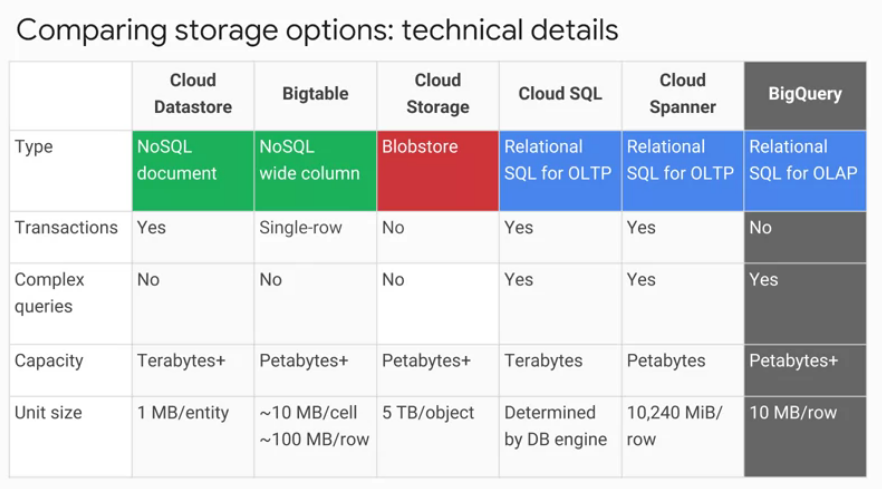 Comparing storage options: technical details
Cloud Datastore Bigtable Cloud Storage Cloud SQL Cloud Spanner BigQuery
Type NoSQL document NoSQL wide column Blobstore Relational SQL for OLTP Relational SQL for OLTP Relational SQL for OLAP
Transactions Yes Single-row No Yes Yes No
Complex queries No No No Yes Yes Yes
Capacity Terabytes+ Petabytes+ Petabytes+ Terabytes Petabytes Petabytes+
Unit size 1 MB/entity ~10 MB/cell ~100 MB/row 5 TB/object Determined by DB engine 10,240 MiB/ row 10 MB/row